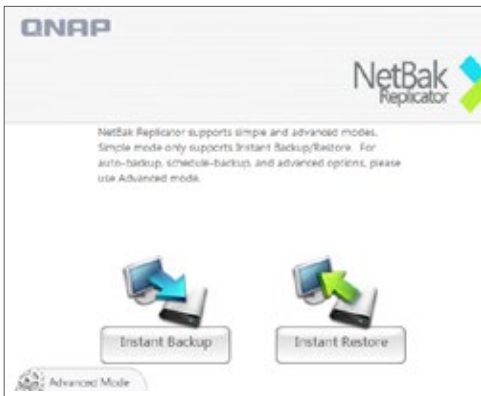 QNAP
NetBak
Replicator
NetBak Replicator supports simple and advanced modes.
Simple mode only supports Instant Backup/Restore. For
auto-backup, schedule-backup, and advanced options, please
use Advanced mode.
Instant Backup
Instant Restore
Advanced Mode